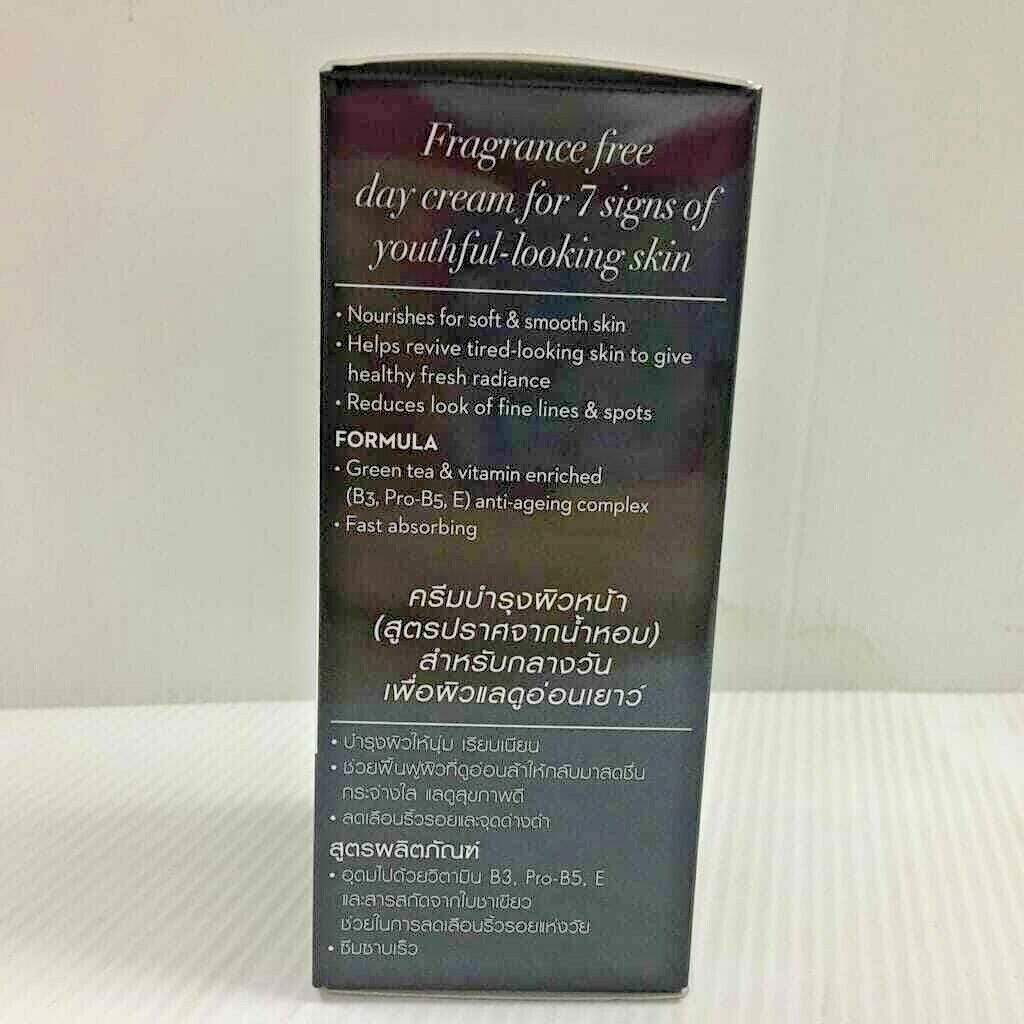 Fragrance free
day cream for 7 signs of
youthful-looking skin
• Nourishes for soft & smooth skin
• Helps revive tired-looking skin to give
healthy fresh radiance
• Reduces look of fine lines & spots
FORMULA
• Green tea & vitamin enriched
(B3, Pro-B5, E) anti-ageing complex
• Fast absorbing
ครีมบำรุงผิวหน้า
(สูตรปราศจากน้ำหอม)
สำหรับกลางวัน
เพื่อผิวแลดูอ่อนเยาว์
• บำรุงผิวให้นุ่ม เรียบเนียน
• ช่วยฟื้นฟูผิวที่ดูอ่อนล้าให้กลับมาสดชื่น
กระจ่างใส แลดูสุขภาพดี
• ลดเลือนริ้วรอยและจุดด่างดำ
สูตรผลิตภัณฑ์
• อุดมไปด้วยวิตามิน B3, Pro-B5, E
และสารสกัดจากใบชาเขียว
ช่วยในการลดเลือนริ้วรอยแห่งวัย
• ซึมซาบเร็ว